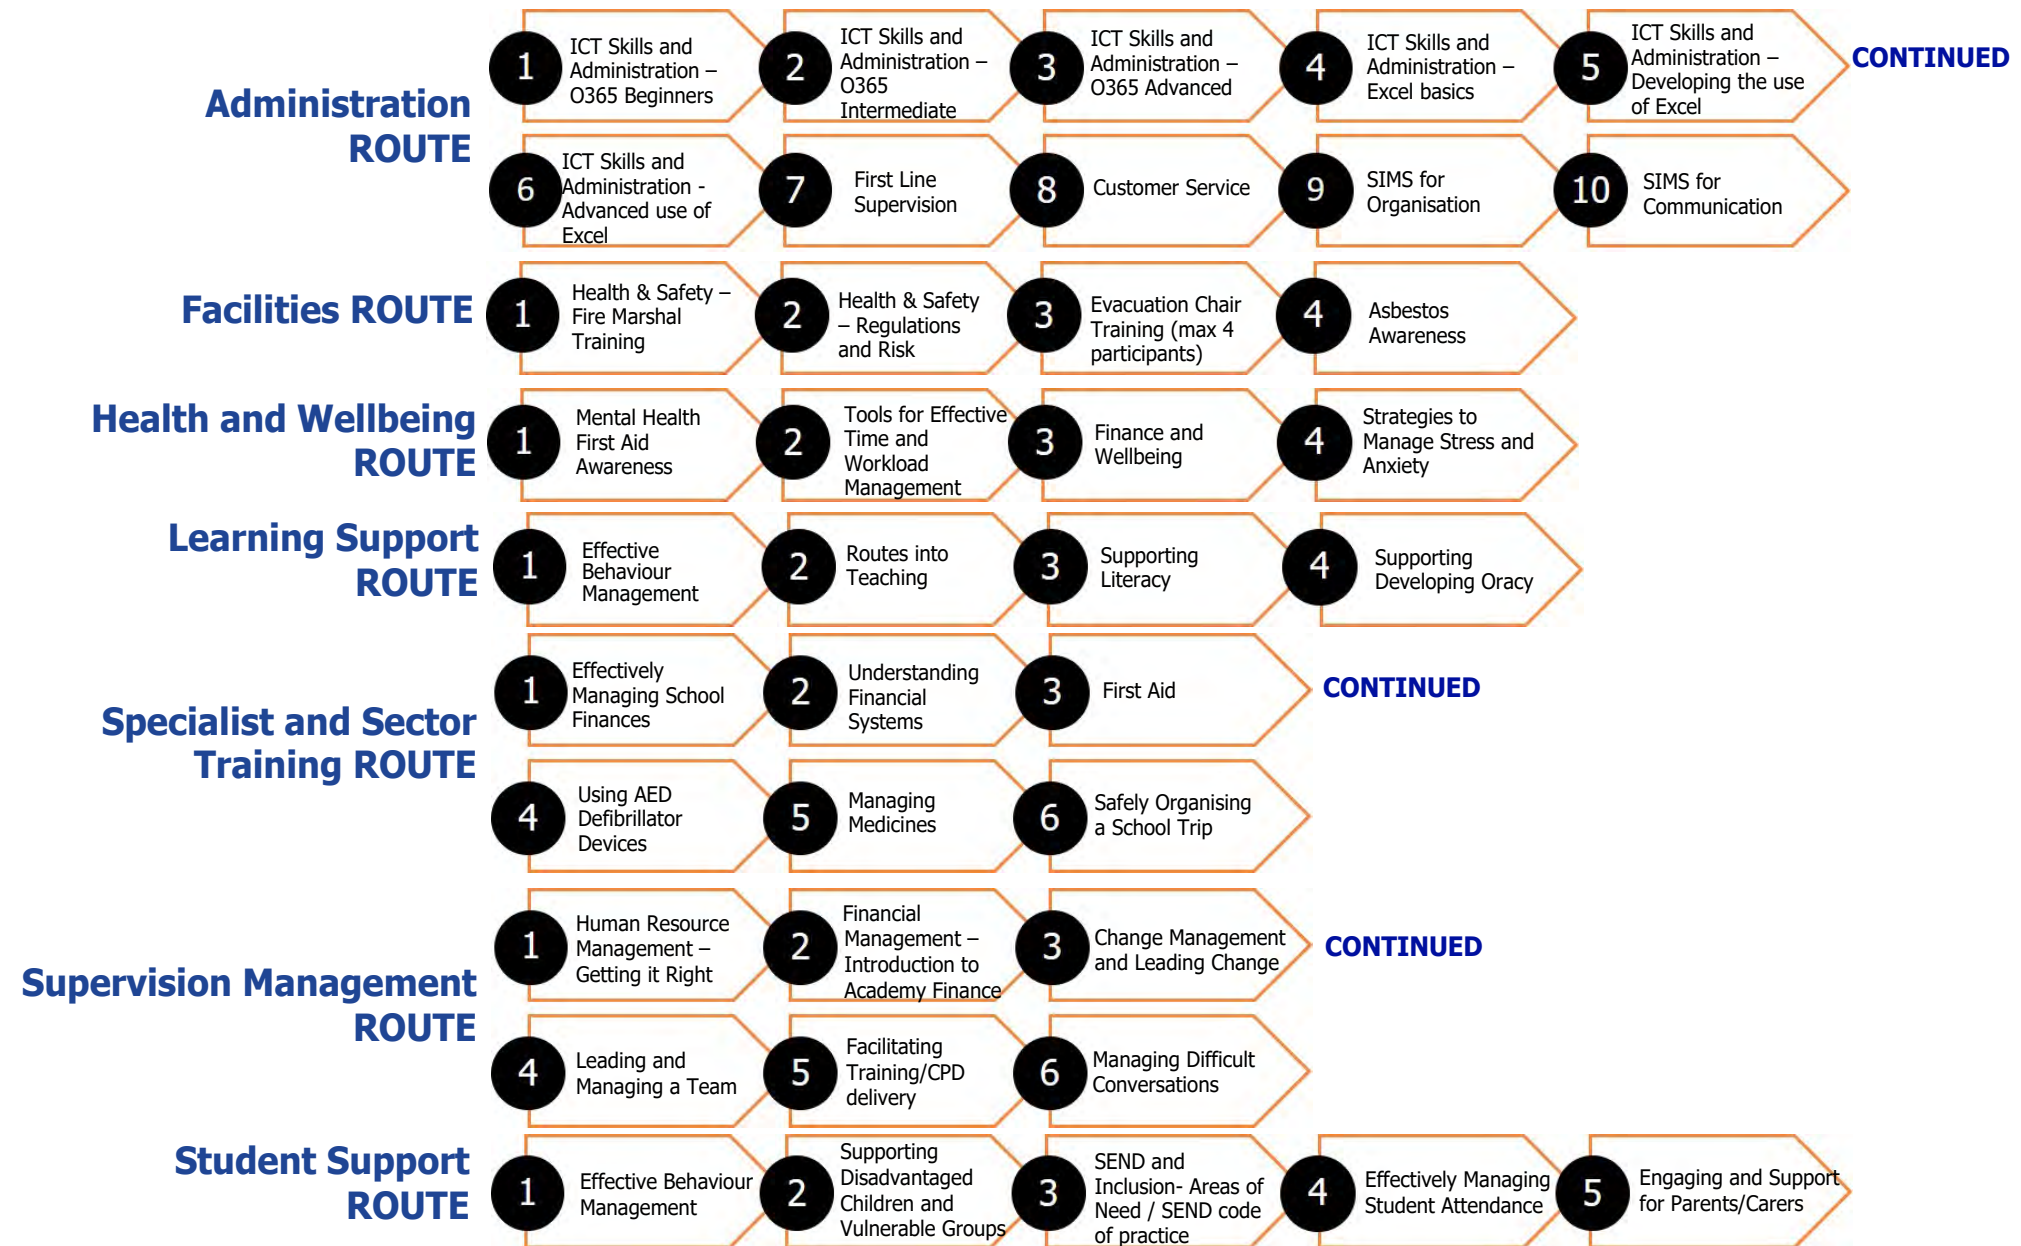 Administration
ROUTE
1
ICT Skills and
Administration –
O365 Beginners
2
ICT Skills and
Administration –
O365
Intermediate
3
ICT Skills and
Administration –
O365 Advanced
4
ICT Skills and
Administration –
Excel basics
5
ICT Skills and
Administration –
Developing the use
of Excel
CONTINUED
6
ICT Skills and
Administration -
Advanced use of
Excel
7
First Line
Supervision
8
Customer Service
9
SIMS for
Organisation
10
SIMS for
Communication
Facilities ROUTE
1
Health & Safety –
Fire Marshal
Training
2
Health & Safety
– Regulations
and Risk
3
Evacuation Chair
Training (max 4
participants)
4
Asbestos
Awareness
Health and Wellbeing
ROUTE
1
Mental Health
First Aid
Awareness
2
Tools for Effective
Time and
Workload
Management
3
Finance and
Wellbeing
4
Strategies to
Manage Stress and
Anxiety
Learning Support
ROUTE
1
Effective
Behaviour
Management
2
Routes into
Teaching
3
Supporting
Literacy
4
Supporting
Developing Oracy
Specialist and Sector
Training ROUTE
1
Effectively
Managing School
Finances
2
Understanding
Financial
Systems
3
First Aid
CONTINUED
4
Using AED
Defibrillator
Devices
5
Managing
Medicines
6
Safely Organising
a School Trip
Supervision Management
ROUTE
1
Human Resource
Management –
Getting it Right
2
Financial
Management –
Introduction to
Academy Finance
3
Change Management
and Leading Change
CONTINUED
4
Leading and
Managing a Team
5
Facilitating
Training/CPD
delivery
6
Managing Difficult
Conversations
Student Support
ROUTE
1
Effective Behaviour
Management
2
Supporting
Disadvantaged
Children and
Vulnerable Groups
3
SEND and
Inclusion- Areas of
Need / SEND code
of practice
4
Effectively Managing
Student Attendance
5
Engaging and Support
for Parents/Carers